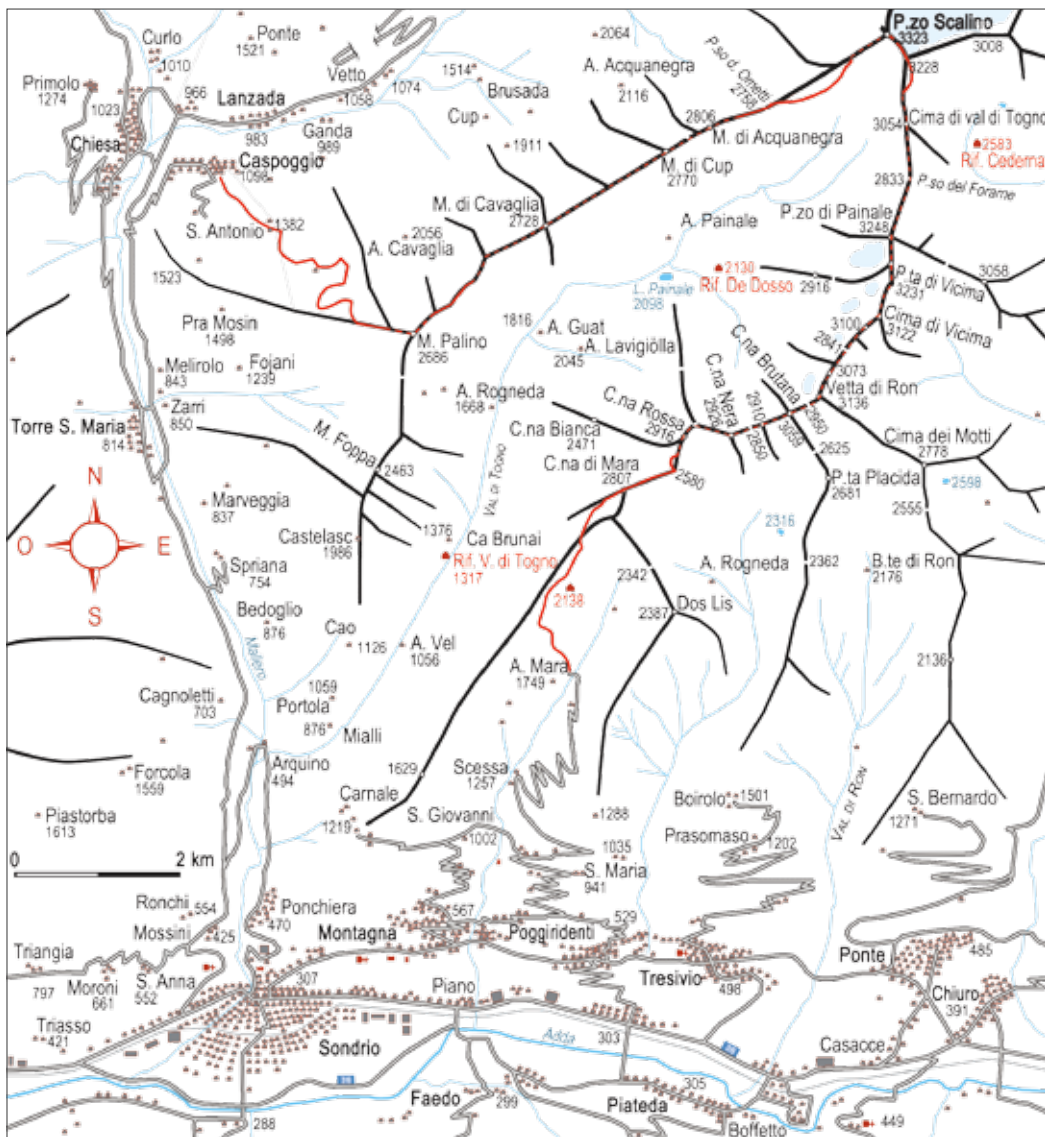 P.zo Scalino
3323
3008
3228
Curlo
1010
Ponte
1521
2064
P.so d. Ometti
2758
Primolo
1274
1023
966
Lanzada
983
Vetto
1058
1074
1514
Brusada
A. Acquanegra
2116
Cup
2806
M. di Acquanegra
3054
Cima di val di Togno
2583
Rif. Cederna
Chiesa
Ganda
989
Caspoggio
1098
1911
M. di Cup
2770
2833
P.so del Forame
M. di Cavaglia
2728
A. Painale
P.zo di Painale
3248
S. Antonio
1382
2056
A. Cavaglia
1523
2130
Rif. De Dosso
L. Painale
2098
2916
3058
P.ta di Vicima
3231
Cima di Vicima
3122
Pra Mosin
1498
1816
A. Guat
A. Lavigiölla
2045
M. Palino
2686
3100
2841
3073
Vetta di Ron
3136
Melirolo
843
Fojani
1239
A. Rogneda
1668
C.na Rossa
2916
C.na Nera
2926
C.na Brutana
2910
2850
3059
2950
2625
Zarri
850
Torre S. Maria
814
M. Foppa
2463
C.na Bianca
2471
C.na di Mara
2807
2580
Cima dei Motti
2778
P.ta Placida
2681
2598
2555
VAL DI TOGNO
N
O
E
S
Marveggia
837
Castelasc
1986
1376
Ca Brunai
Rif. V. di Togno
1317
2316
Spriana
754
2138
2342
A. Rogneda
2362
B.te di Ron
2176
Bedoglio
876
Cao
1126
A. Vel
1056
2387
Dos Lis
2136
Mallero
Cagnoletti
703
1059
Portola
876
Mialli
A. Mara
1749
Arquino
494
1629
Scessa
1257
Forcola
1559
Piastorba
1613
Carnale
1219
S. Giovanni
1002
1288
Boirolo
1501
S. Bernardo
1271
VAL DI RON
Prasomaso
1202
0
2 km
1035
S. Maria
941
Ronchi
554
Mossini
425
Ponchiera
470
567
529
Montagna
Poggiridenti
Triangia
797
Moroni
661
S. Anna
552
307
Piano
Tresivio
498
Ponte
485
Chiuro
391
Triasso
421
Sondrio
Adda
303
Casacce
288
Faedo
299
305
Piateda
Boffetto
449